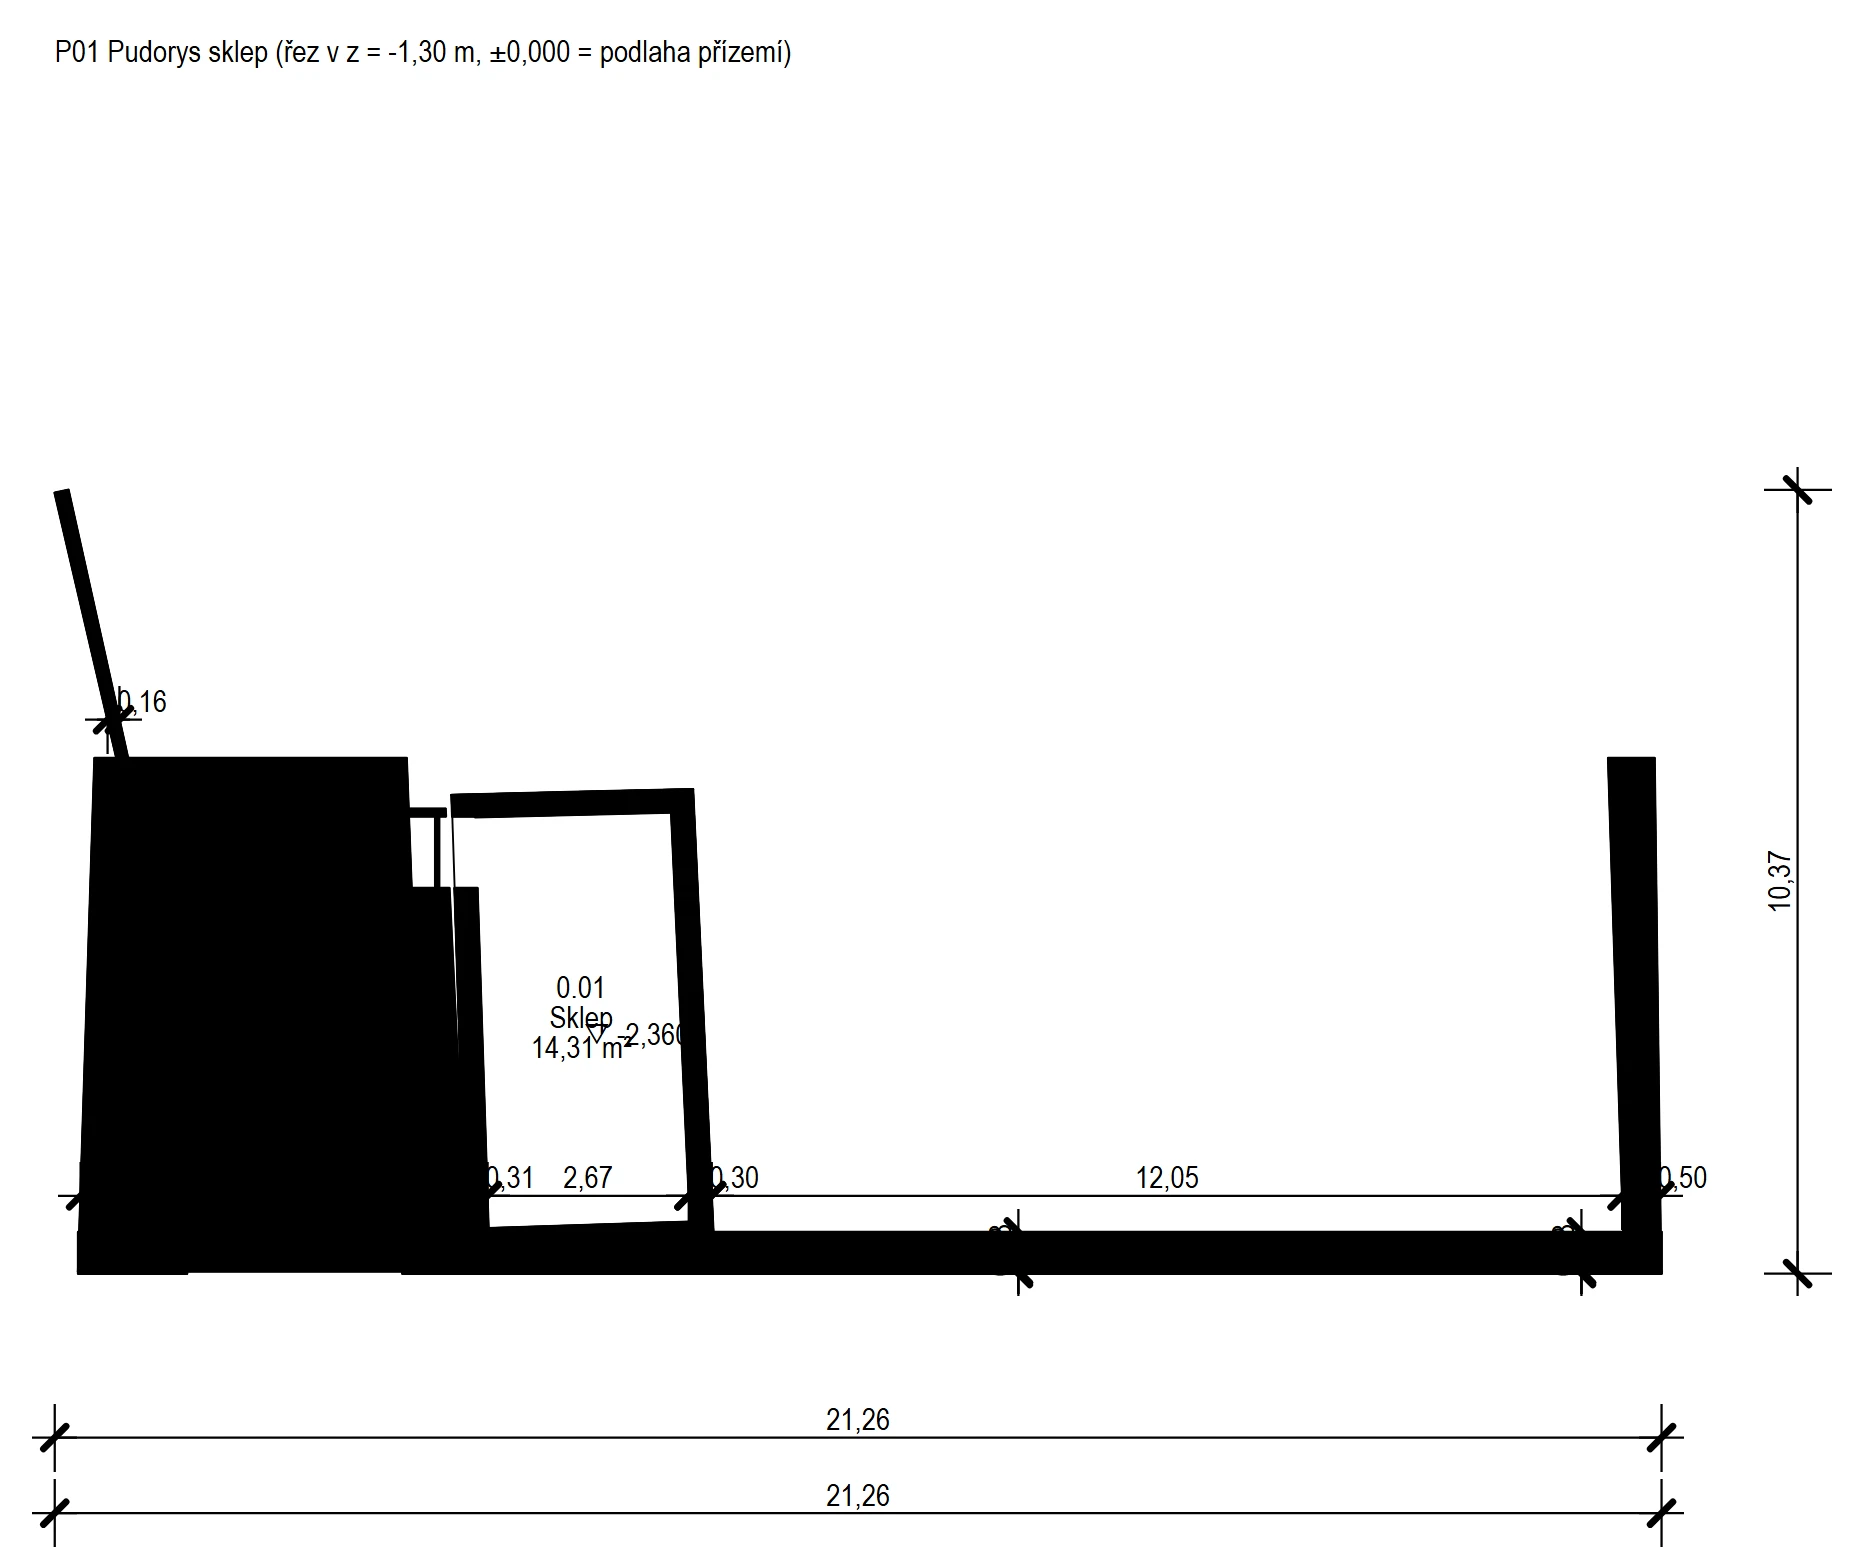 P01 Pudorys sklep (řez v z = -1,30 m, ±0,000 = podlaha přízemí)
0,16
10,37
0.01
Sklep
-2,360
14,31 m²
0,31 2,67 0,30 12,05 0,50
21,26
21,26